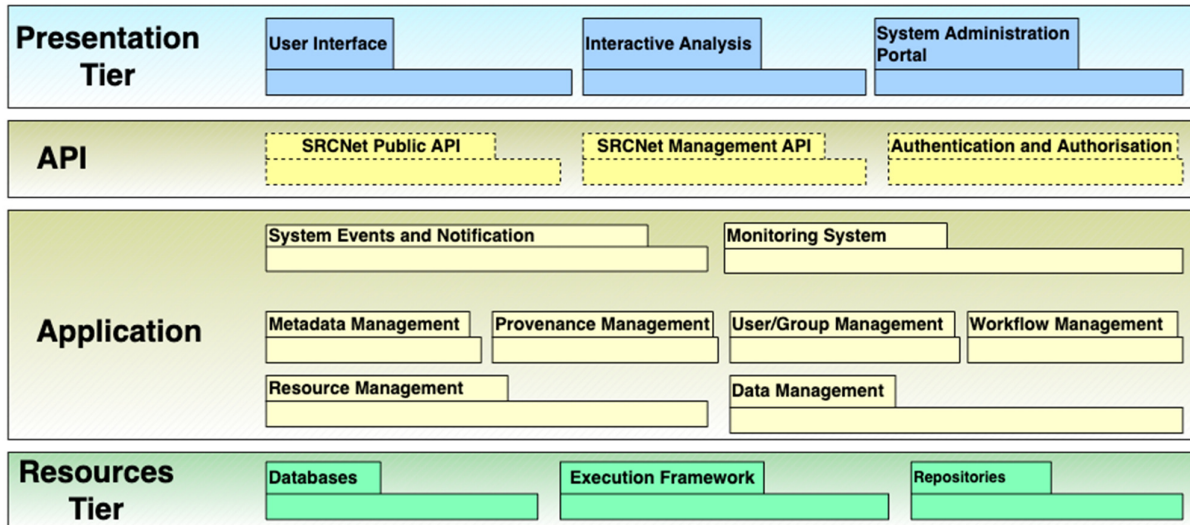 Presentation
Tier
User Interface
Interactive Analysis
System Administration
Portal
API
SRCNet Public API
SRCNet Management API
Authentication and Authorisation
Application
System Events and Notification
Monitoring System
Metadata Management
Provenance Management
User/Group Management
Workflow Management
Resource Management
Data Management
Resources
Tier
Databases
Execution Framework
Repositories